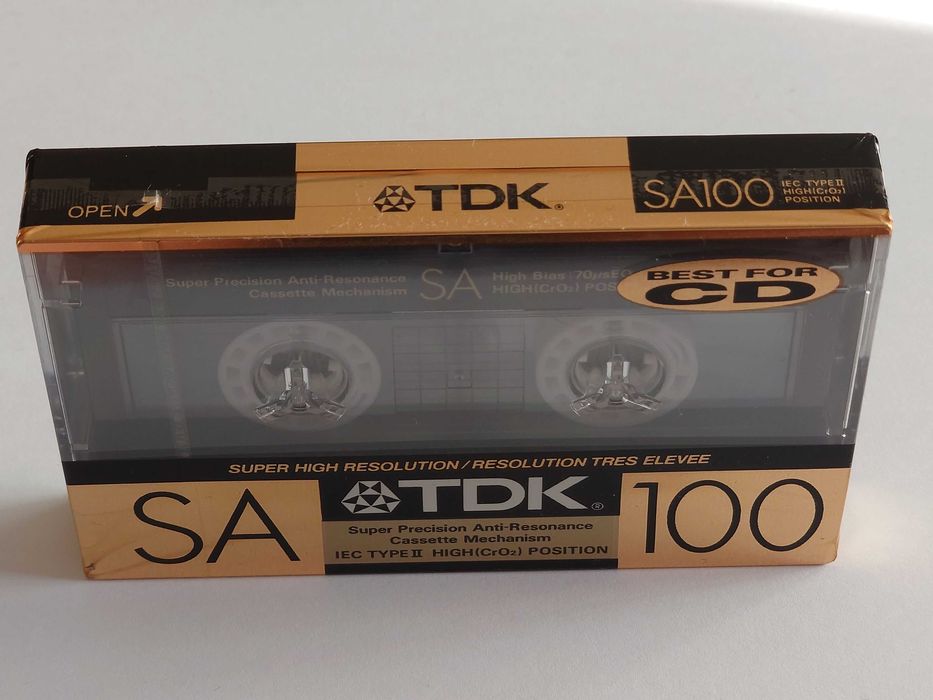 OPEN
TDK®
SA100 IEC TYPE II
HIGH(CrO2)
POSITION
Super Precision Anti-Resonance
Cassette Mechanism
SA
High Bias 70μsEQ
HIGH(CrO2)
BEST FOR
CD
SUPER HIGH RESOLUTION/RESOLUTION TRES ELEVEE
SA
TDK®
Super Precision Anti-Resonance
Cassette Mechanism
IEC TYPE II HIGH(CrO2) POSITION
100